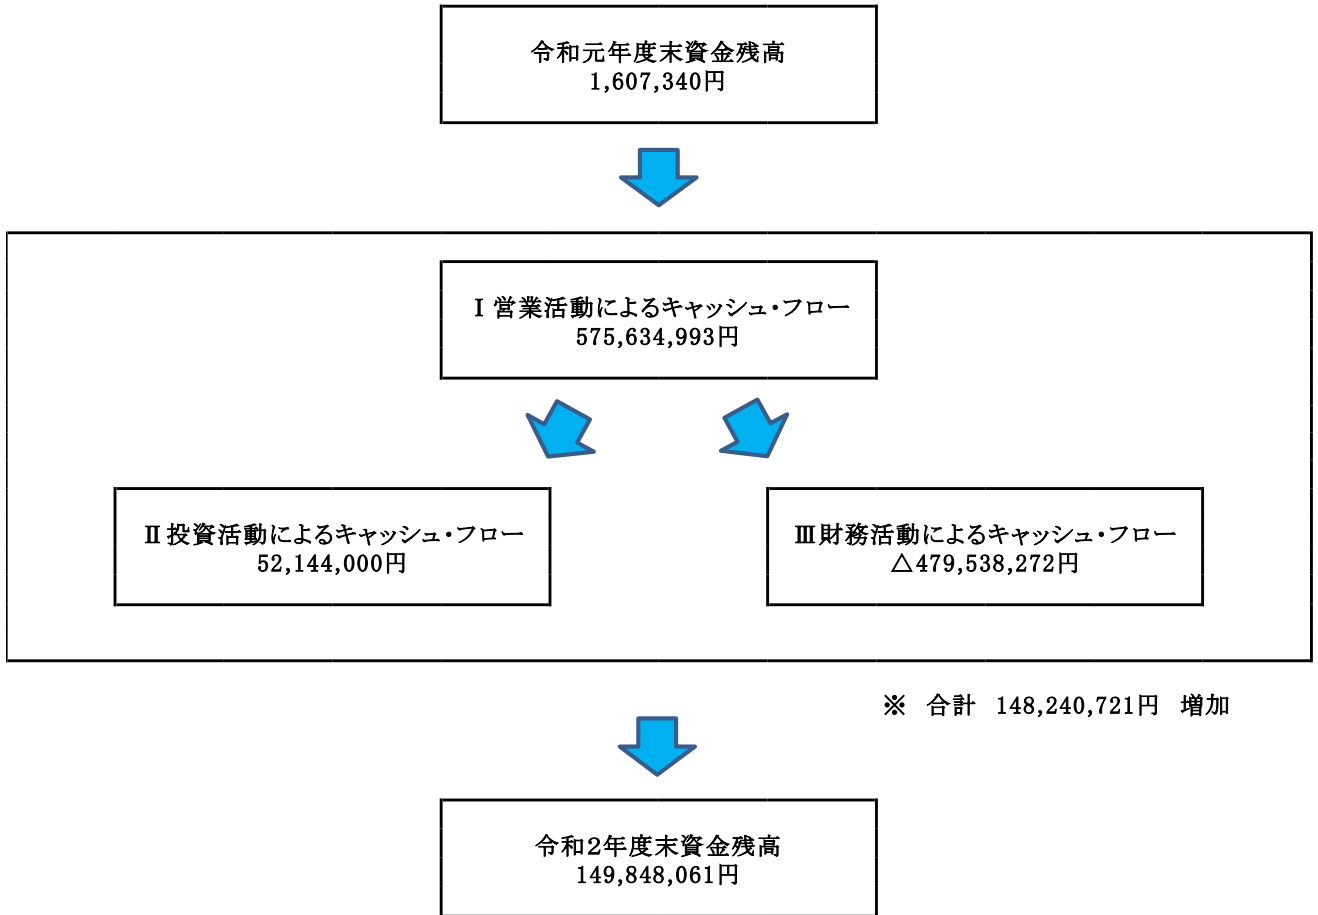 令和元年度末資金残高
1,607,340円
Ⅰ 営業活動によるキャッシュ・フロー
575,634,993円
Ⅱ 投資活動によるキャッシュ・フロー
52,144,000円
Ⅲ財務活動によるキャッシュ・フロー
△479,538,272円
※ 合計 148,240,721円 増加
令和2年度末資金残高
149,848,061円